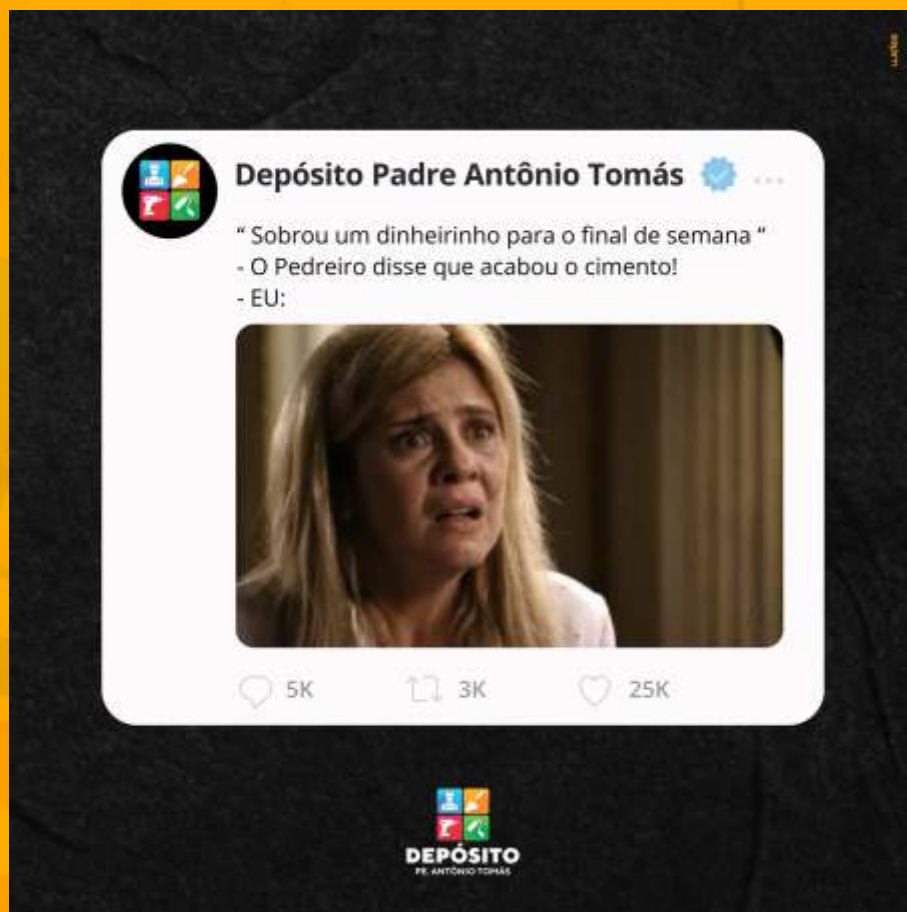 Depósito Padre Antônio Tomás
“ Sobrou um dinheirinho para o final de semana “
- O Pedreiro disse que acabou o cimento!
- EU:
5K 3K 25K
DEPÓSITO
PE. ANTÔNIO TOMÁS